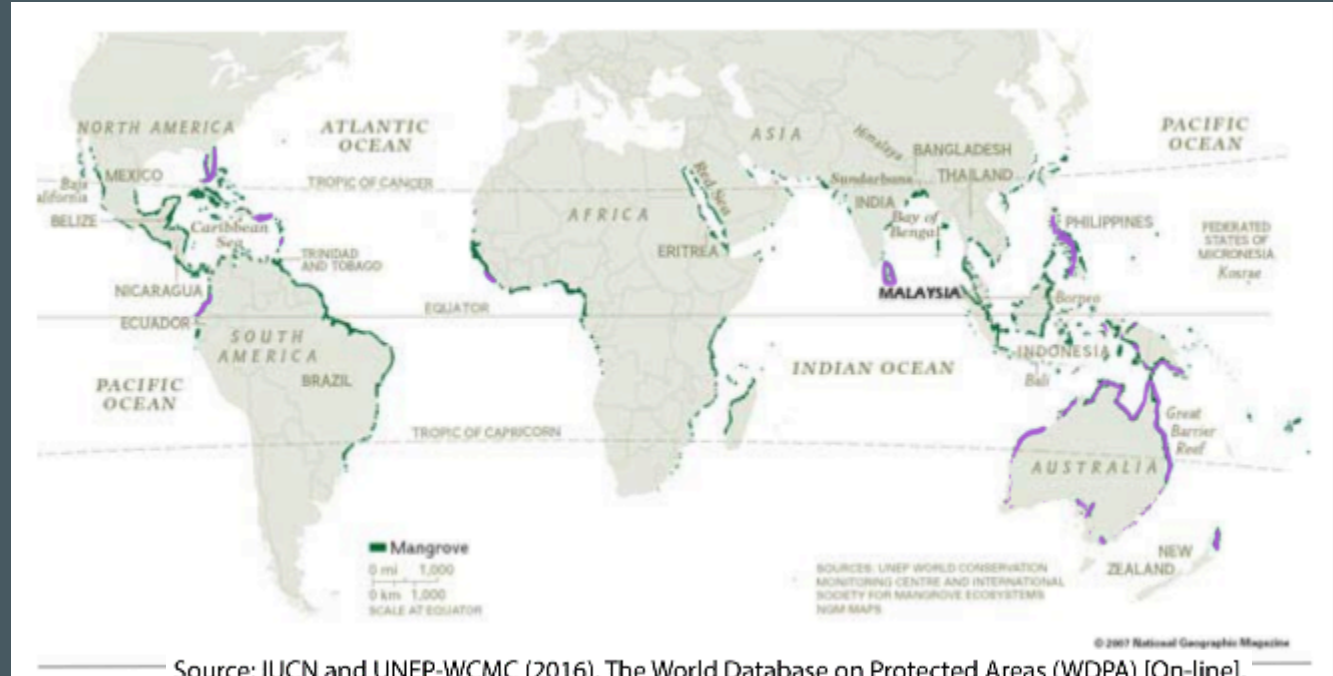 NORTH AMERICA
ATLANTIC
OCEAN
ASIA
Himalaya
BANGLADESH
PACIFIC
OCEAN
MEXICO
TROPIC OF CANCER
Red Sea
Sundarbans
THAILAND
Baja
alifornia
BELIZE
Caribbean
Sea
AFRICA
INDIA
Bay of
Bengal
PHILIPPINES
FEDERATED
STATES OF
MICRONESIA
Kosrae
TRINIDAD
AND TOBAGO
ERITREA
NICARAGUA
MALAYSIA
Borneo
EQUATOR
ECUADOR
SOUTH
AMERICA
INDONESIA
BRAZIL
INDIAN OCEAN
Bali
PACIFIC
OCEAN
Great
Barrier
Reef
TROPIC OF CAPRICORN
AUSTRALIA
Mangrove
0 mi 1,000
0 km 1,000
SCALE AT EQUATOR
NEW
ZEALAND
SOURCES: UNEP WORLD CONSERVATION
MONITORING CENTRE AND INTERNATIONAL
SOCIETY FOR MANGROVE ECOSYSTEMS
NGM MAPS
© 2007 National Geographic Magazine
Source: IUCN and UNEP-WCMC (2016), The World Database on Protected Areas (WDPA) [On-line].